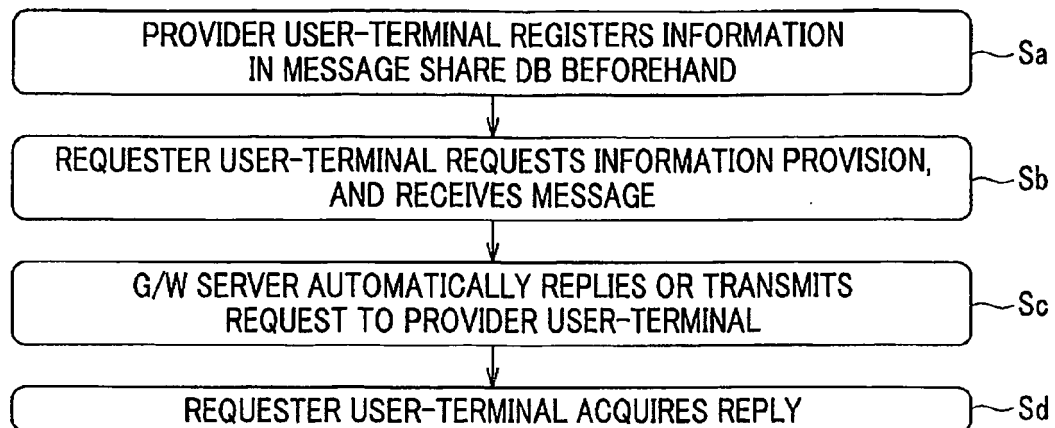 PROVIDER USER-TERMINAL REGISTERS INFORMATION
IN MESSAGE SHARE DB BEFOREHAND
Sa
REQUESTER USER-TERMINAL REQUESTS INFORMATION PROVISION,
AND RECEIVES MESSAGE
Sb
G/W SERVER AUTOMATICALLY REPLIES OR TRANSMITS
REQUEST TO PROVIDER USER-TERMINAL
Sc
REQUESTER USER-TERMINAL ACQUIRES REPLY
Sd